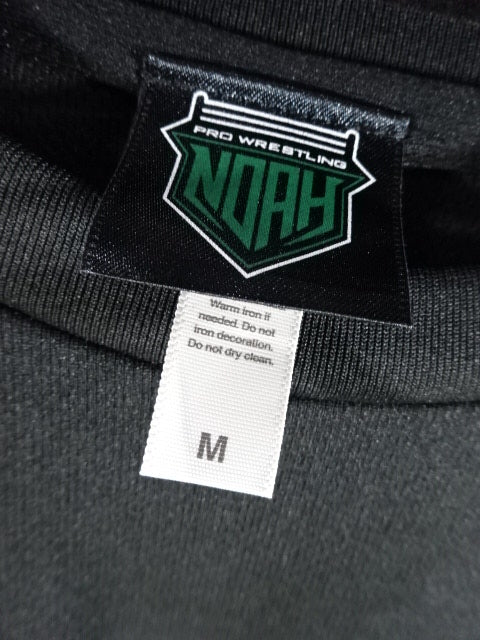 PRO WRESTLING
NOAH
Warm iron if
needed. Do not
iron decoration.
Do not dry clean.
M